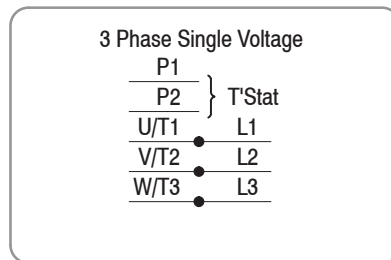 3 Phase Single Voltage
P1
P2 T'Stat
U/T1 L1
V/T2 L2
W/T3 L3